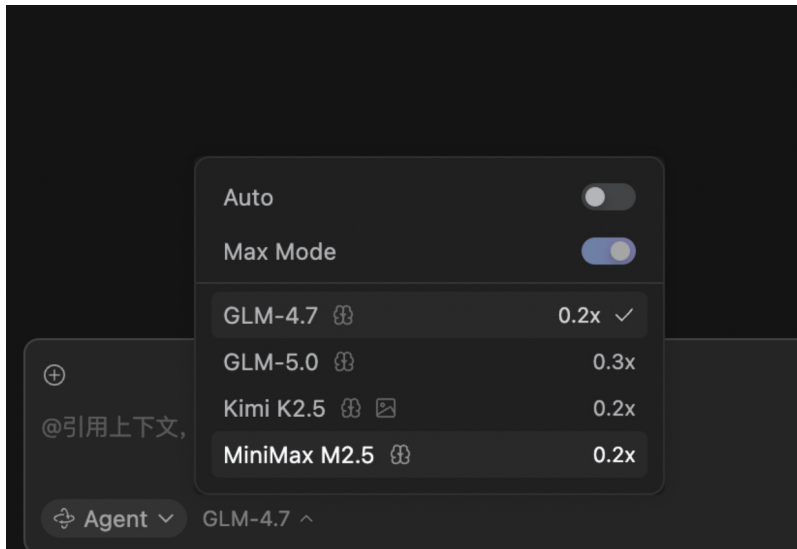 Auto
Max Mode
GLM-4.7 0.2x
GLM-5.0 0.3x
Kimi K2.5 0.2x
MiniMax M2.5 0.2x
@引用上下文,
Agent GLM-4.7